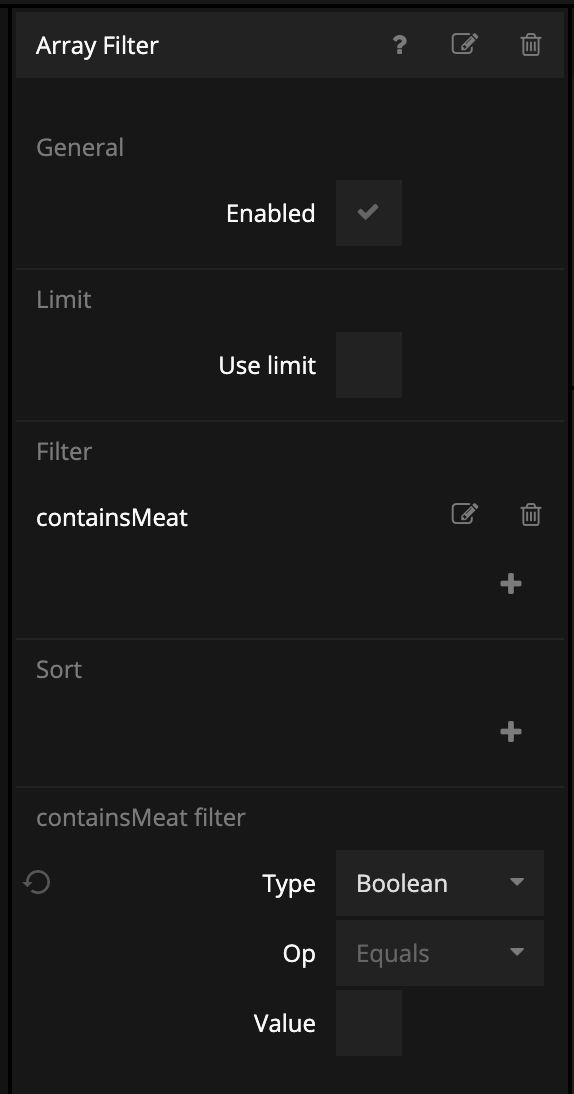 Array Filter ?
General
Enabled
Limit
Use limit
Filter
containsMeat
Sort
containsMeat filter
Type Boolean
Op Equals
Value